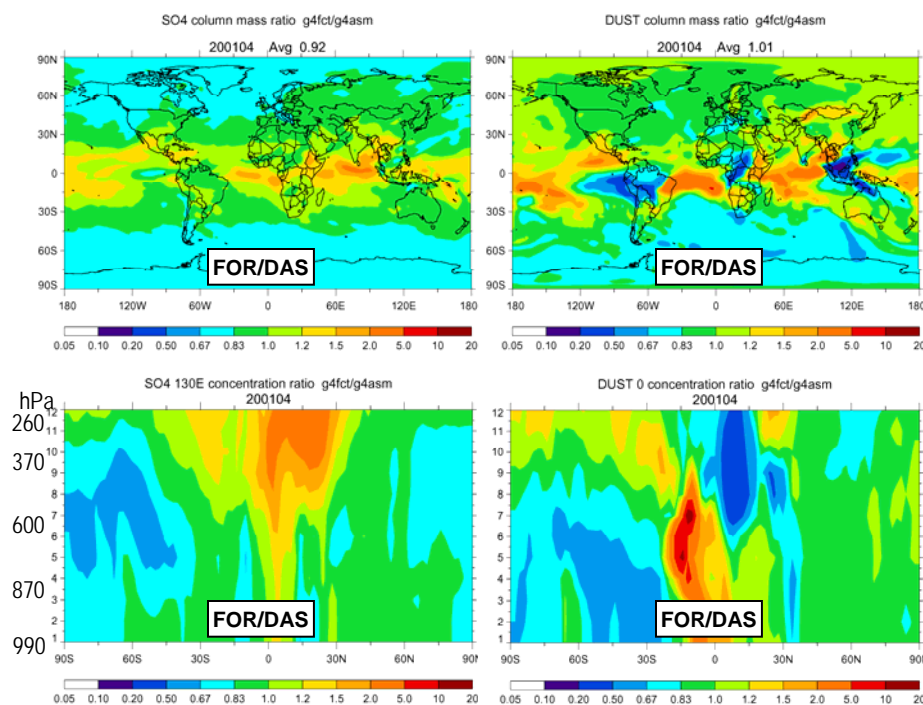 SO4 column mass ratio g4fct/g4asm
200104 Avg 0.92
90N
60N
30N
0
30S
60S
90S
FOR/DAS
180 120W 60W 0 60E 120E 180
0.05 0.10 0.20 0.50 0.67 0.83 1.0 1.2 1.5 2.0 5.0 10 20
DUST column mass ratio g4fct/g4asm
200104 Avg 1.01
90N
60N
30N
0
30S
60S
90S
FOR/DAS
180 120W 60W 0 60E 120E 180
0.05 0.10 0.20 0.50 0.67 0.83 1.0 1.2 1.5 2.0 5.0 10 20
SO4 130E concentration ratio g4fct/g4asm
200104
hPa
260
370
600
870
990
12
11
10
9
8
7
6
5
4
3
2
1
FOR/DAS
90S 60S 30S 0 30N 60N 90N
0.05 0.10 0.20 0.50 0.67 0.83 1.0 1.2 1.5 2.0 5.0 10 20
DUST 0 concentration ratio g4fct/g4asm
200104
12
11
10
9
8
7
6
5
4
3
2
1
FOR/DAS
90S 60S 30S 0 30N 60N 90N
0.05 0.10 0.20 0.50 0.67 0.83 1.0 1.2 1.5 2.0 5.0 10 20